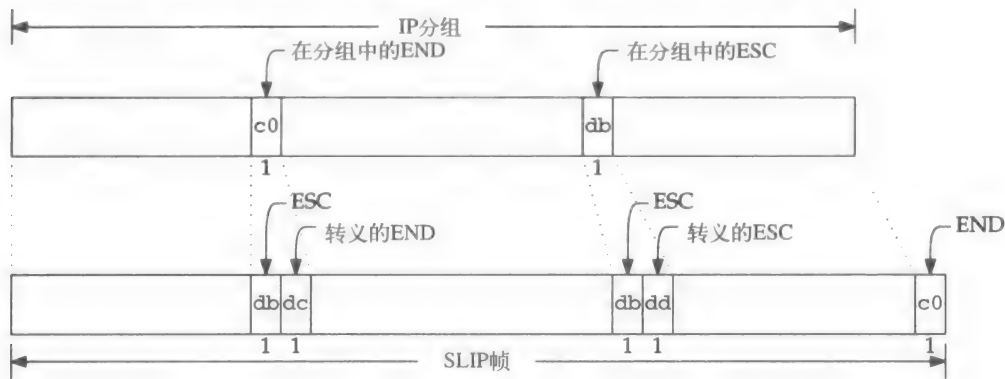 IP分组
在分组中的END 在分组中的ESC
c0 db
1 1
ESC ESC
转义的END 转义的ESC END
db dc db dd c0
1 1 1 1 1
SLIP帧